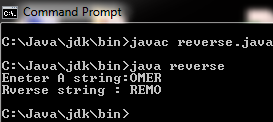 Command Prompt
C:\Java\jdk\bin>javac reverse.java
C:\Java\jdk\bin>java reverse
Eneter A string:OMER
Rverse string : REMO
C:\Java\jdk\bin>